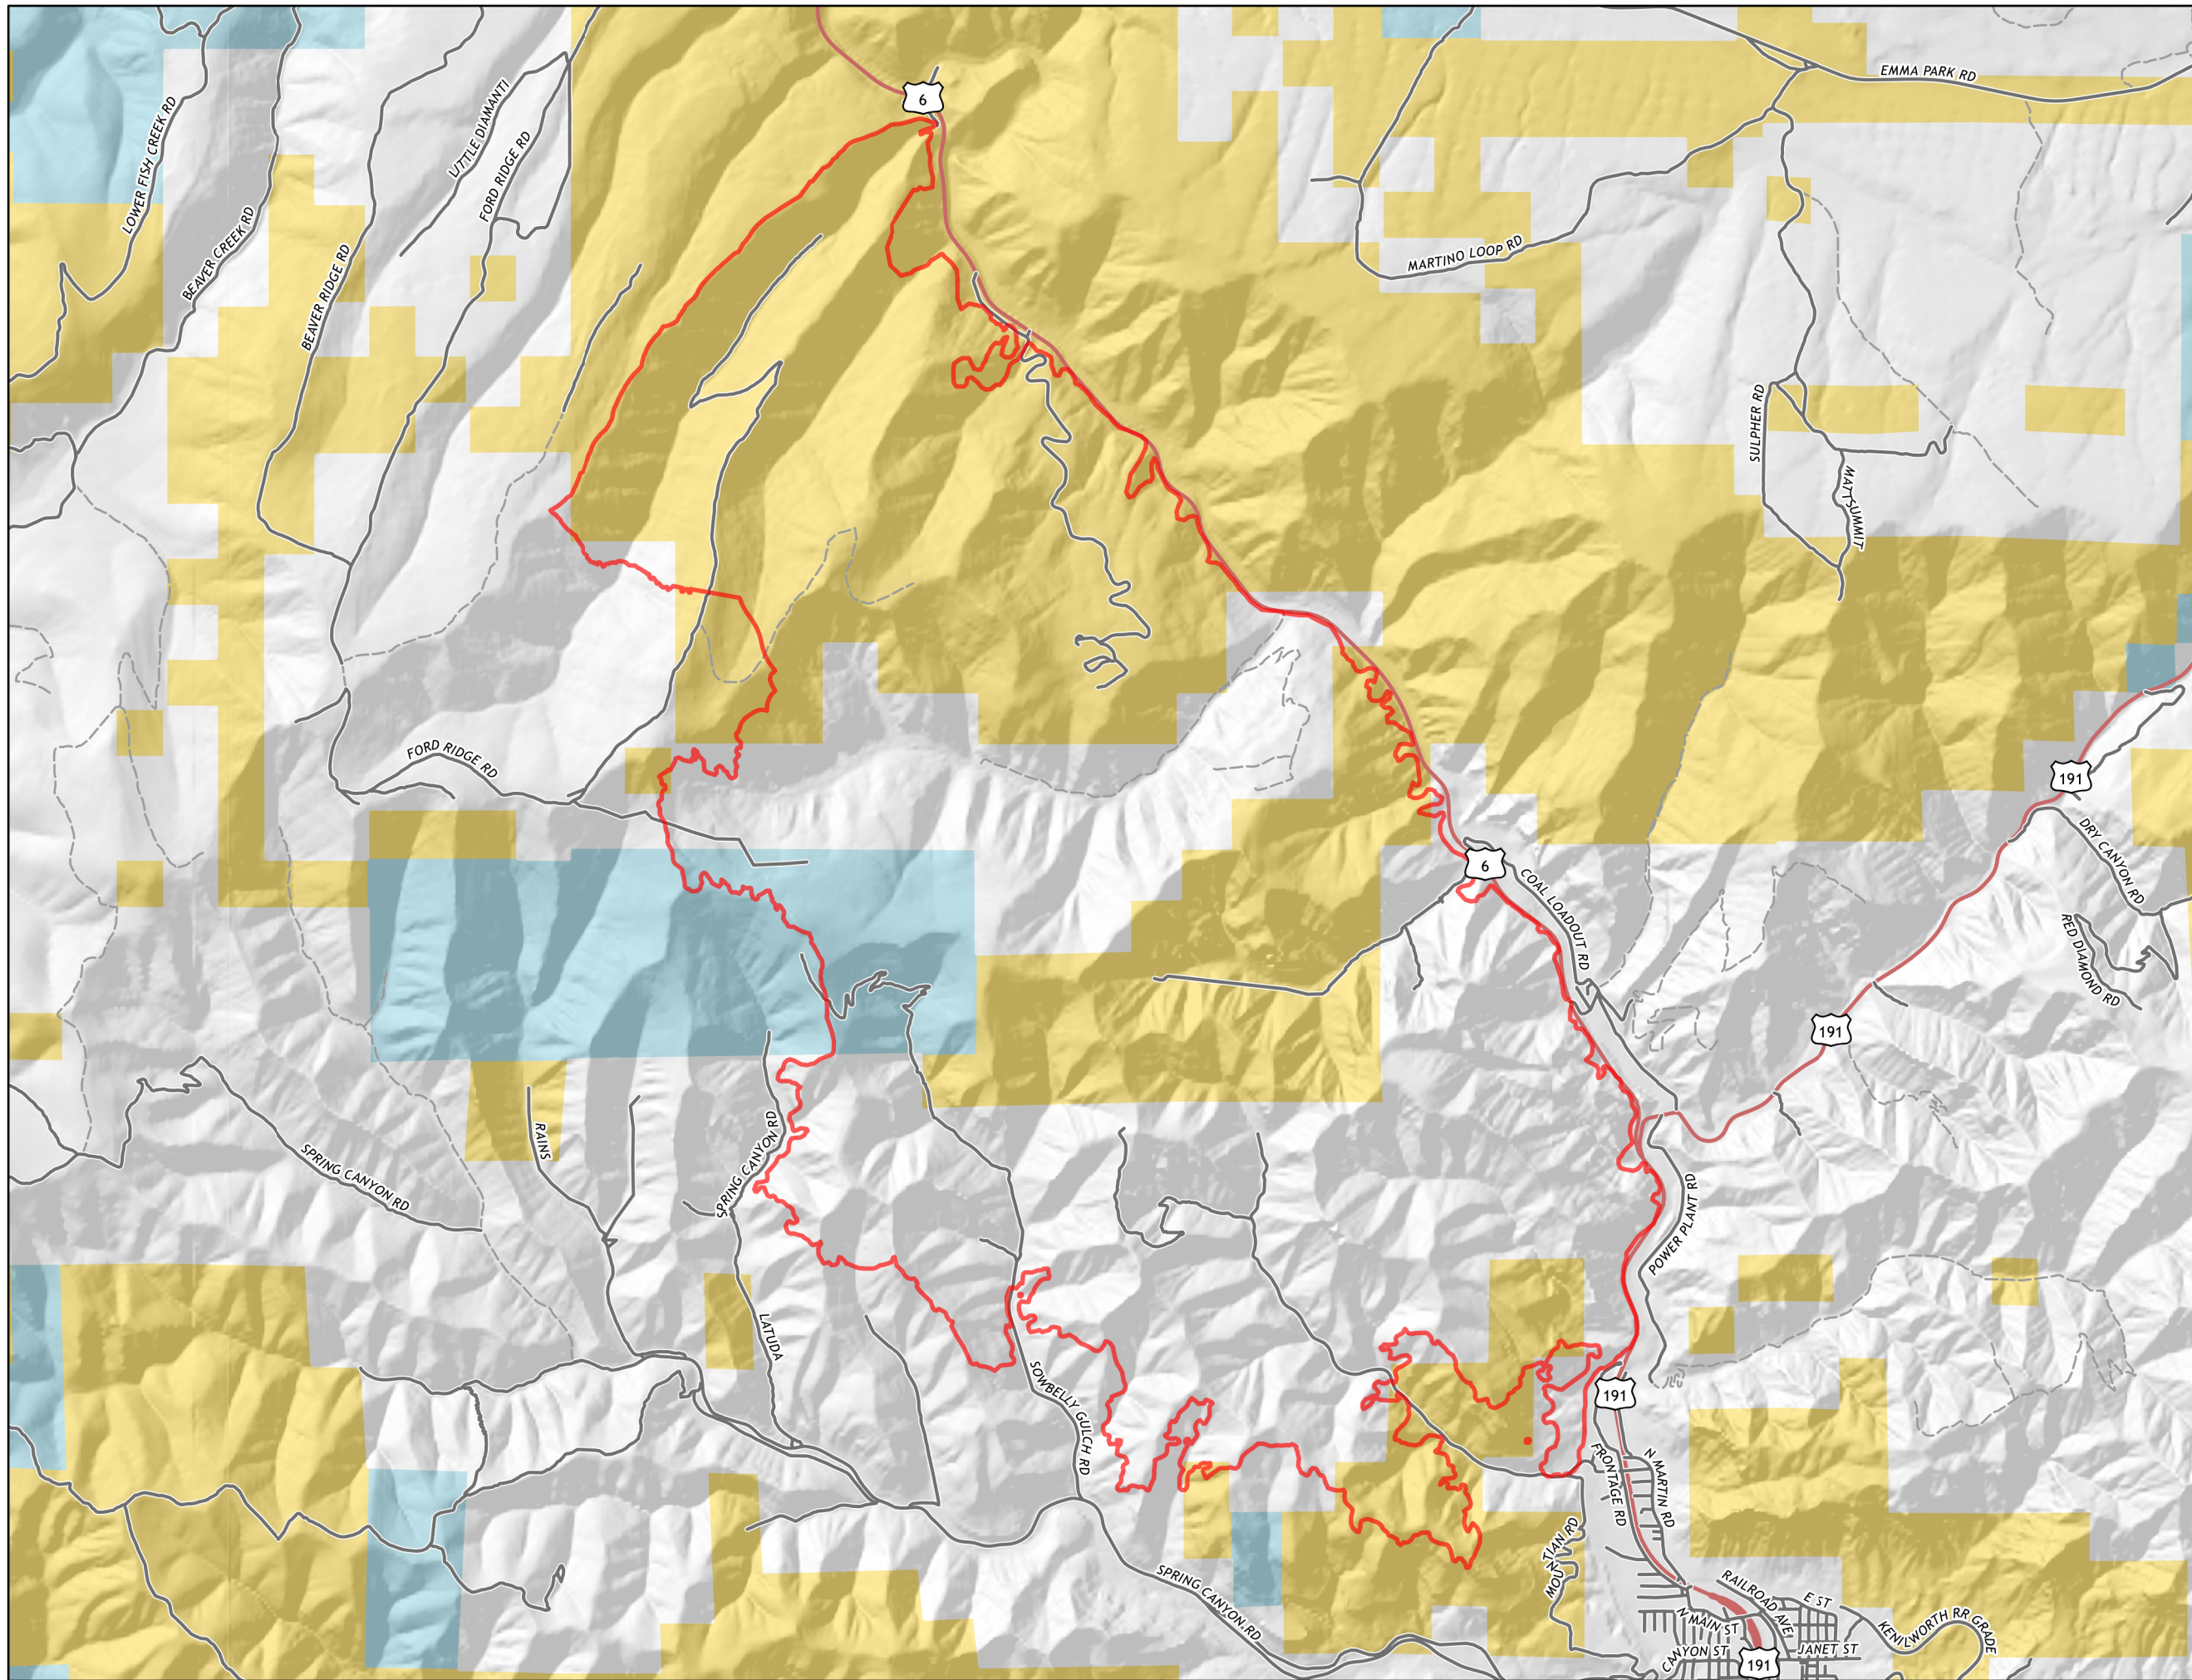 6
EMMA PARK RD
LITTLE DIAMANTI
LOWER FISH CREEK RD
FORD RIDGE RD
BEAVER CREEK RD
MARTINO LOOP RD
BEAVER RIDGE RD
SULPHER RD
MATT SUMMIT
FORD RIDGE RD
191
DRY CANYON RD
6
COAL LOADOUT RD
RED DIAMOND RD
191
RAINS
SPRING CANYON RD
SPRING CANYON RD
POWER PLANT RD
LATUDA
SOWBELLY GULCH RD
191
FRONTAGE RD
N MARTIN RD
MOUNTIAN RD
SPRING CANYON RD
RAILROAD AVE
E ST
N MAIN ST
KENILWORTH RR GRADE
CANYON ST
JANET ST
191